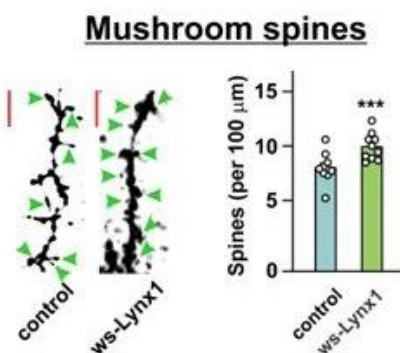 Mushroom spines
control
ws-Lynx1
Spines (per 100 μm)
15
10
5
0
***
control
ws-Lynx1